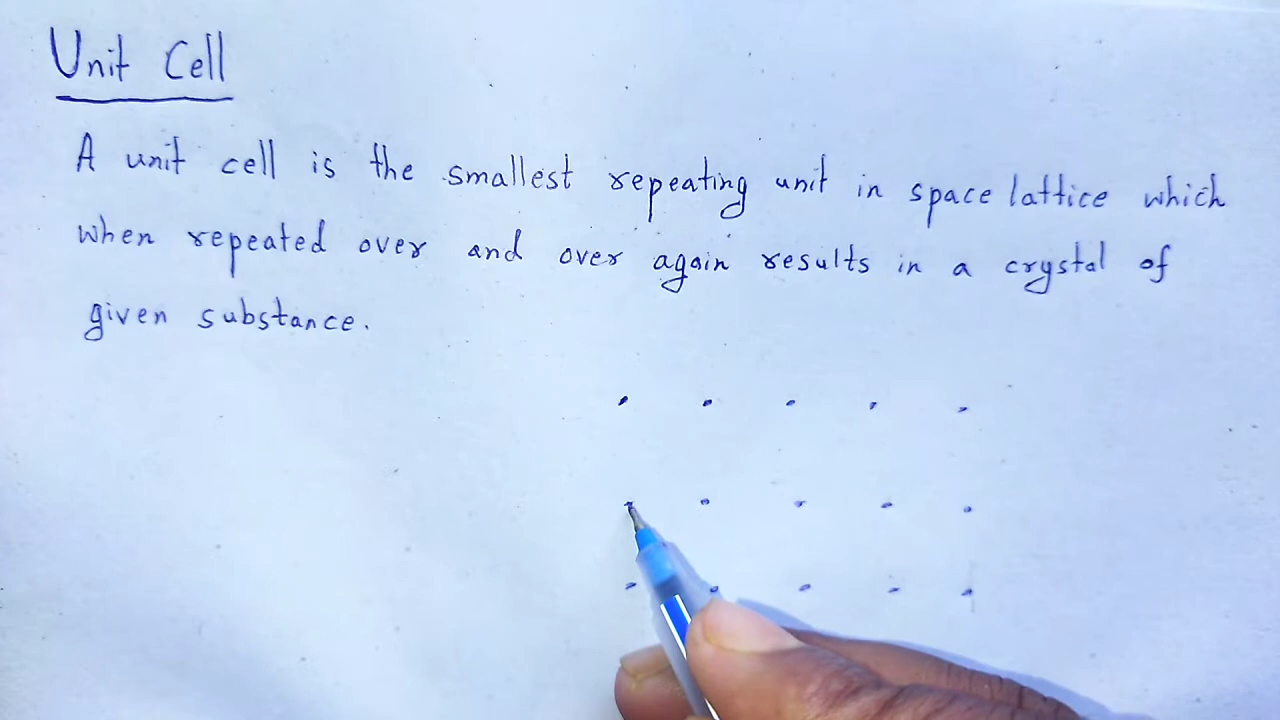 Unit Cell
A unit cell is the smallest repeating unit in space lattice which
when repeated over and over again results in a crystal of
given substance.